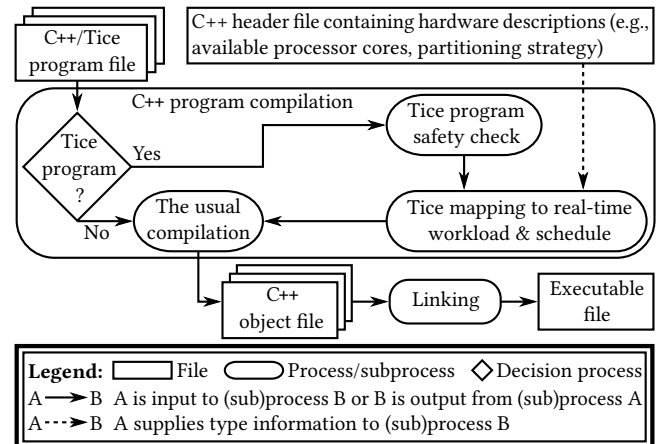 C++/Tice
program file
C++ header file containing hardware descriptions (e.g.,
available processor cores, partitioning strategy)
C++ program compilation
Tice
program
?
Yes
No
Tice program
safety check
The usual
compilation
Tice mapping to real-time
workload & schedule
C++
object file
Linking
Executable
file
Legend: File Process/subprocess Decision process
A B A is input to (sub)process B or B is output from (sub)process A
A B A supplies type information to (sub)process B